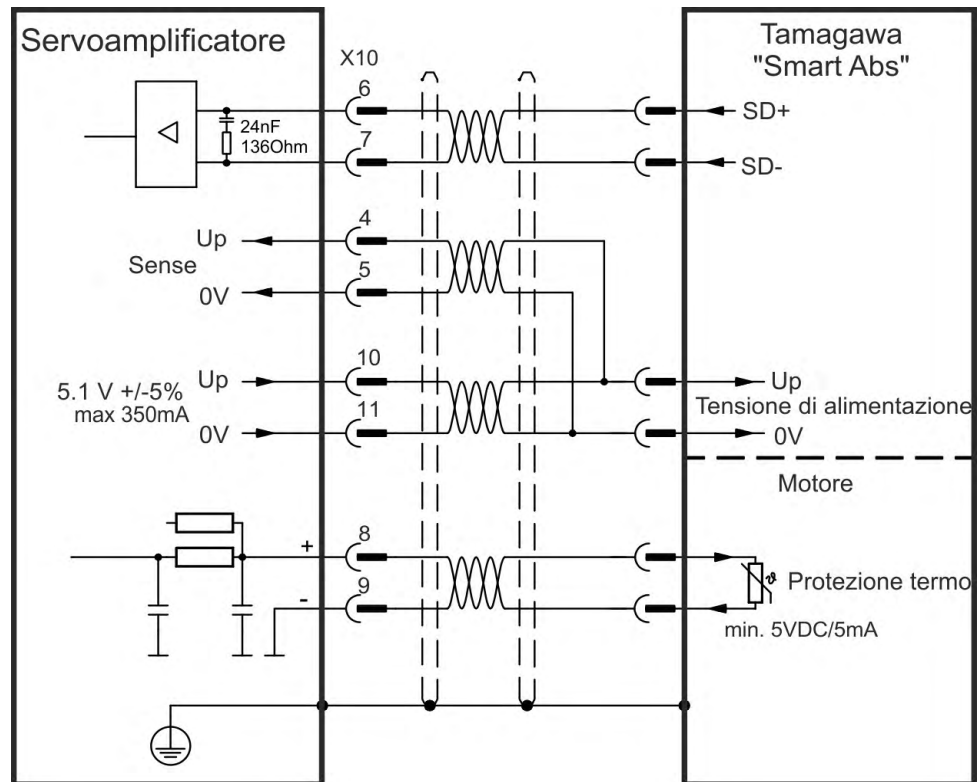 Servoamplificatore
X10
Tamagawa
"Smart Abs"
6
SD+
24nF
136Ohm
7
SD-
4
Up
Sense
5
0V
10
Up
5.1 V +/-5%
max 350mA
11
0V
Up
Tensione di alimentazione
0V
Motore
+
8
-
9
ϑ
Protezione termo
min. 5VDC/5mA